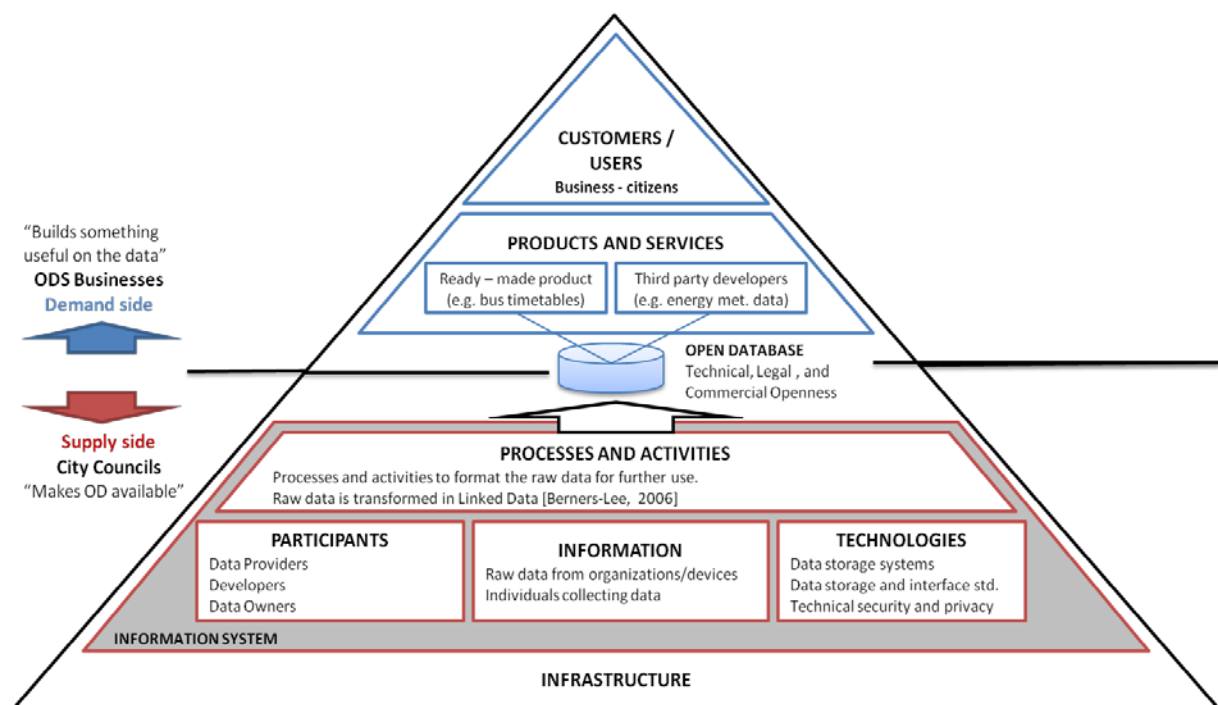 CUSTOMERS /
USERS
Business - citizens
PRODUCTS AND SERVICES
Ready – made product
(e.g. bus timetables)
Third party developers
(e.g. energy met. data)
“Builds something
useful on the data”
ODS Businesses
Demand side
OPEN DATABASE
Technical, Legal , and
Commercial Openness
Supply side
City Councils
“Makes OD available”
PROCESSES AND ACTIVITIES
Processes and activities to format the raw data for further use.
Raw data is transformed in Linked Data [Berners-Lee, 2006]
PARTICIPANTS
Data Providers
Developers
Data Owners
INFORMATION
Raw data from organizations/devices
Individuals collecting data
TECHNOLOGIES
Data storage systems
Data storage and interface std.
Technical security and privacy
INFORMATION SYSTEM
INFRASTRUCTURE